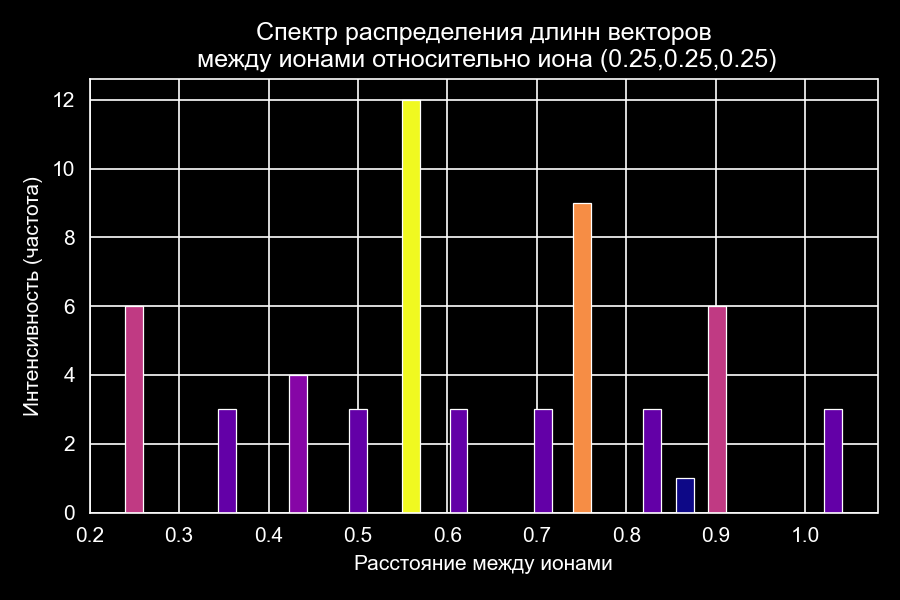 Спектр распределения длинн векторов
между ионами относительно иона (0.25,0.25,0.25)
Интенсивность (частота)
12
10
8
6
4
2
0
0.2 0.3 0.4 0.5 0.6 0.7 0.8 0.9 1.0
Расстояние между ионами